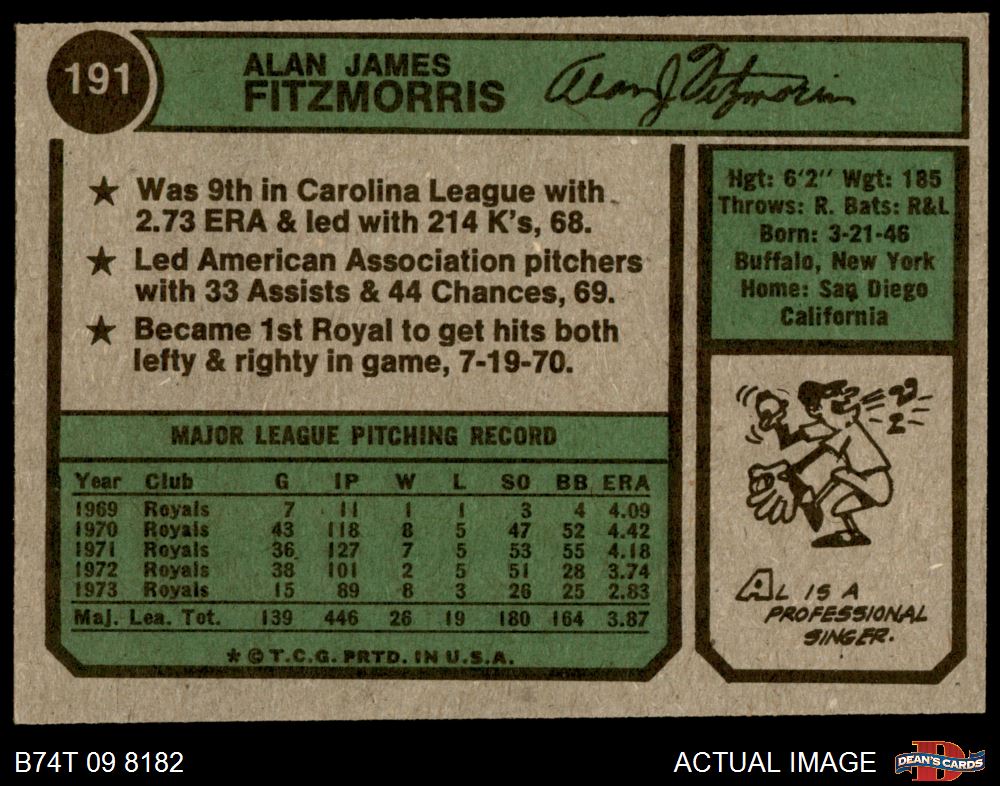 191
ALAN JAMES
FITZMORRIS
Alan J Fitzmorris
★ Was 9th in Carolina League with
2.73 ERA & led with 214 K's, 68.
★ Led American Association pitchers
with 33 Assists & 44 Chances, 69.
★ Became 1st Royal to get hits both
lefty & righty in game, 7-19-70.
Hgt: 6'2" Wgt: 185
Throws: R. Bats: R&L
Born: 3-21-46
Buffalo, New York
Home: San Diego
California
MAJOR LEAGUE PITCHING RECORD
Year Club G IP W L SO BB ERA
1969 Royals 7 11 1 1 3 4 4.09
1970 Royals 43 118 8 5 47 52 4.42
1971 Royals 36 127 7 5 53 55 4.18
1972 Royals 38 101 2 5 51 28 3.74
1973 Royals 15 89 8 3 26 25 2.83
Maj. Lea. Tot. 139 446 26 19 180 164 3.87
★ © T.C.G. PRTD. IN U.S.A.
AL IS A
PROFESSIONAL
SINGER.
B74T 09 8182
ACTUAL IMAGE
DEAN'S CARDS